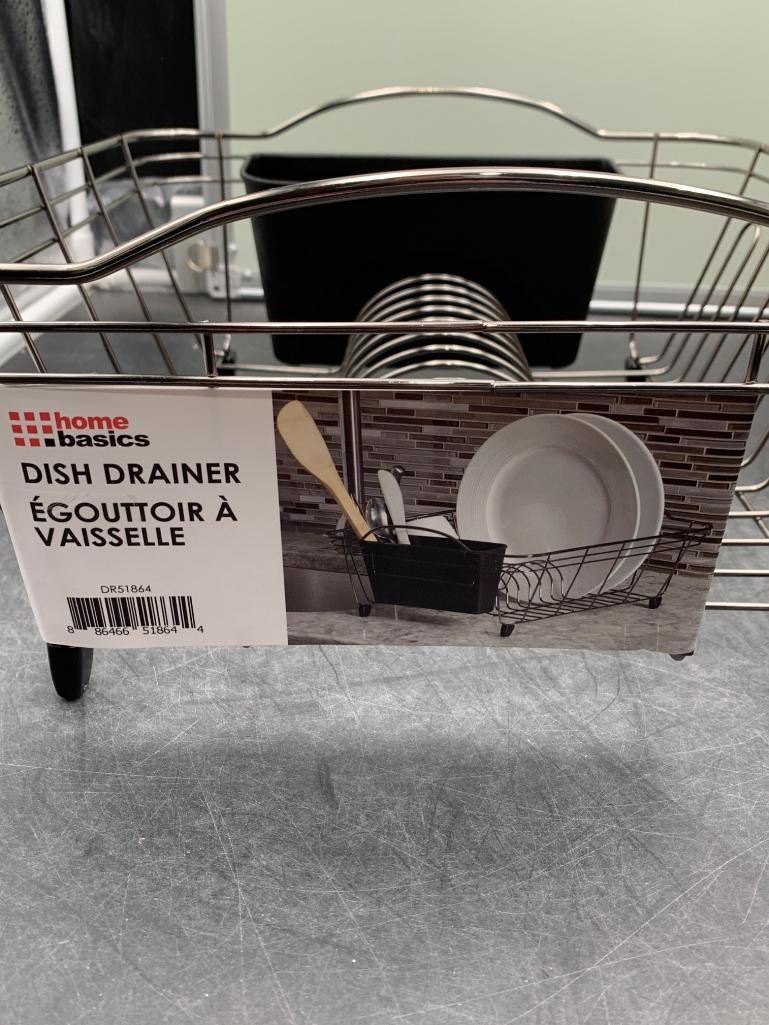 home
basics
DISH DRAINER
ÉGOUTTOIR À
VAISSELLE
DR51864
8 86466 51864 4